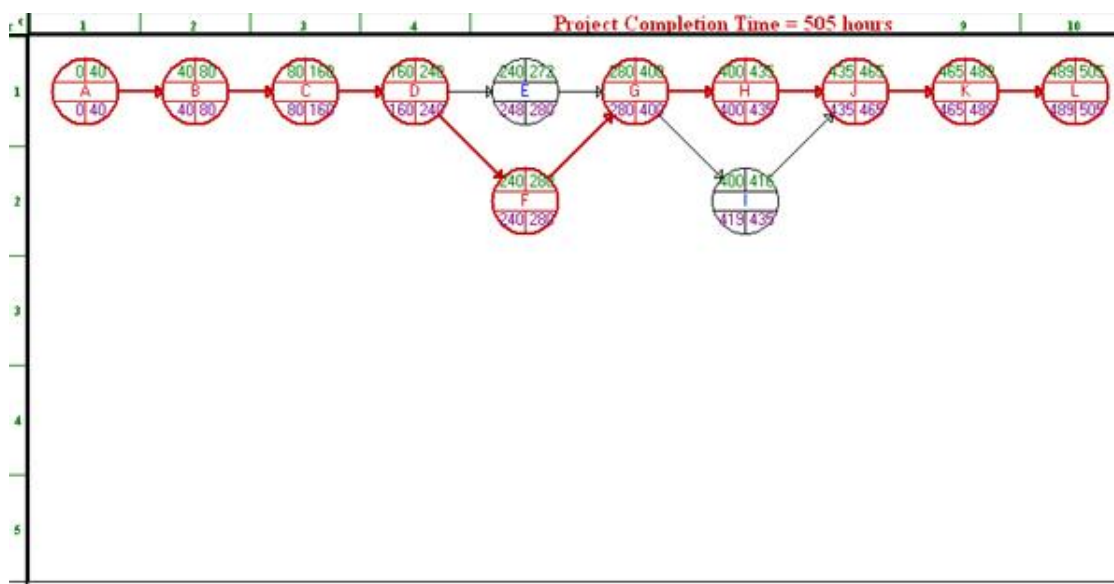 1 2 3 4 Project Completion Time = 505 hours 9 10
1
0 40 40 80 80 160 160 240 240 272 280 400 400 435 435 465 465 489 489 505
A B C D E G H J K L
0 40 40 80 80 160 160 240 248 280 280 400 400 435 435 465 465 489 489 505
2
240 280 400 416
F I
240 280 419 435
3
4
5